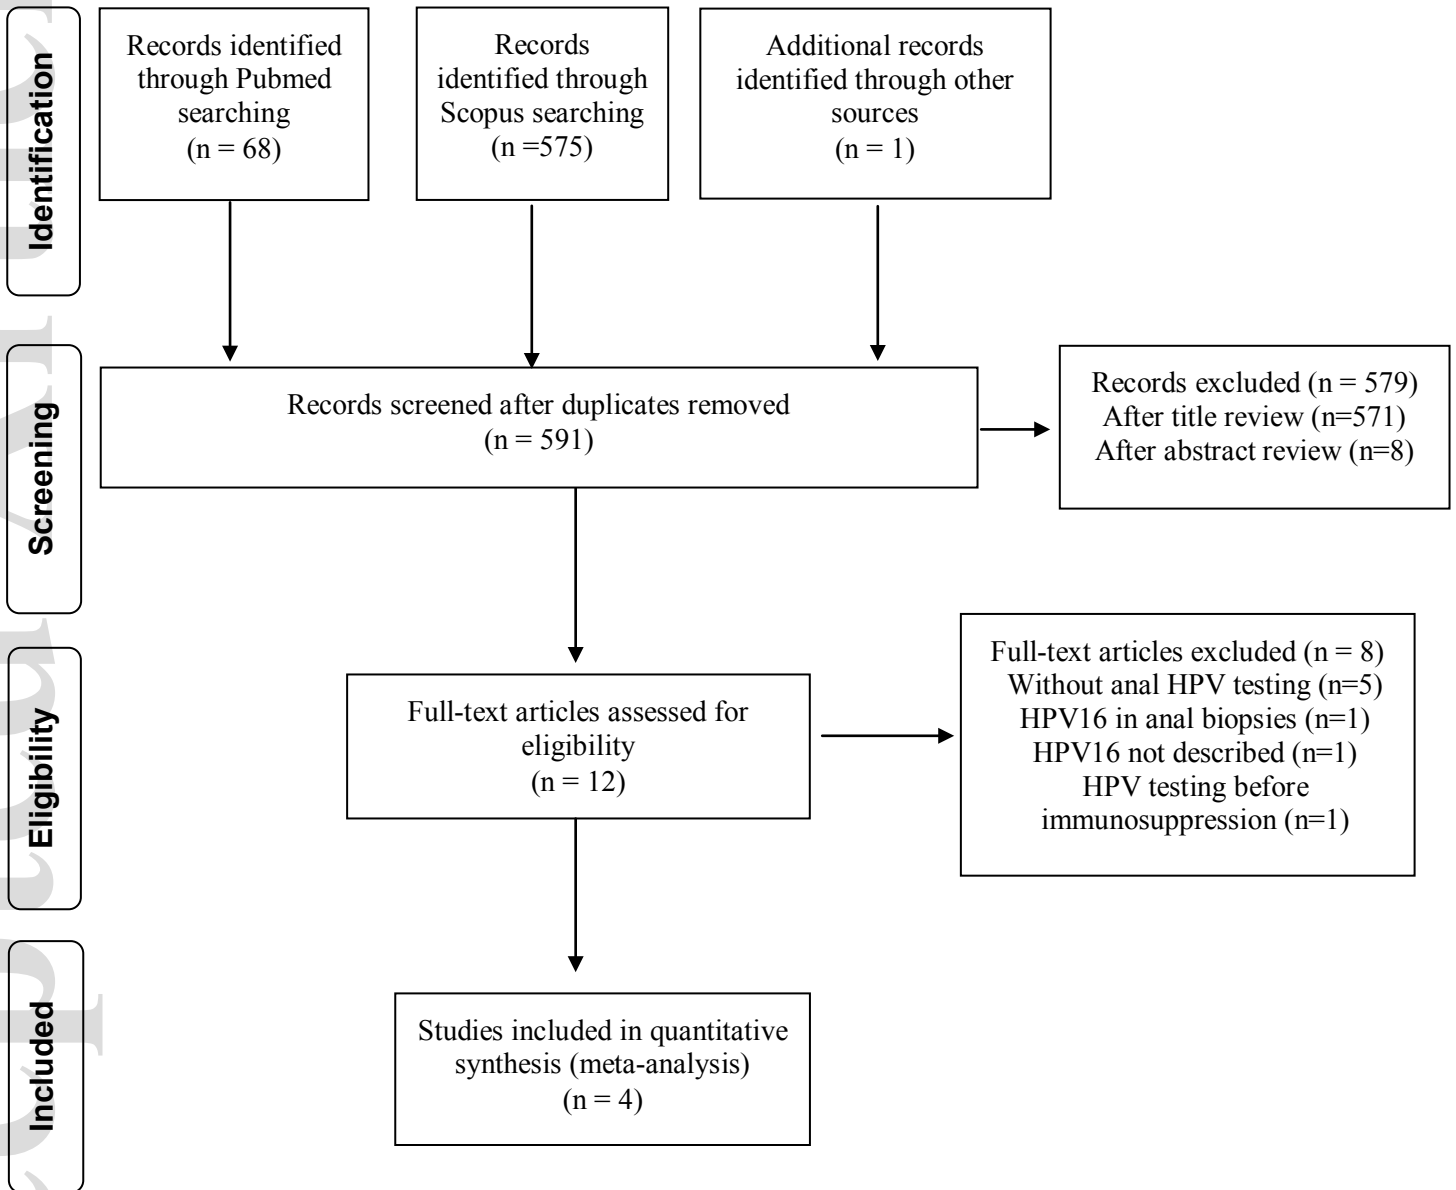 Identification
Records identified
through Pubmed
searching
(n = 68)
Records
identified through
Scopus searching
(n =575)
Additional records
identified through other
sources
(n = 1)
Screening
Records screened after duplicates removed
(n = 591)
Records excluded (n = 579)
After title review (n=571)
After abstract review (n=8)
Eligibility
Full-text articles assessed for
eligibility
(n = 12)
Full-text articles excluded (n = 8)
Without anal HPV testing (n=5)
HPV16 in anal biopsies (n=1)
HPV16 not described (n=1)
HPV testing before
immunosuppression (n=1)
Included
Studies included in quantitative
synthesis (meta-analysis)
(n = 4)